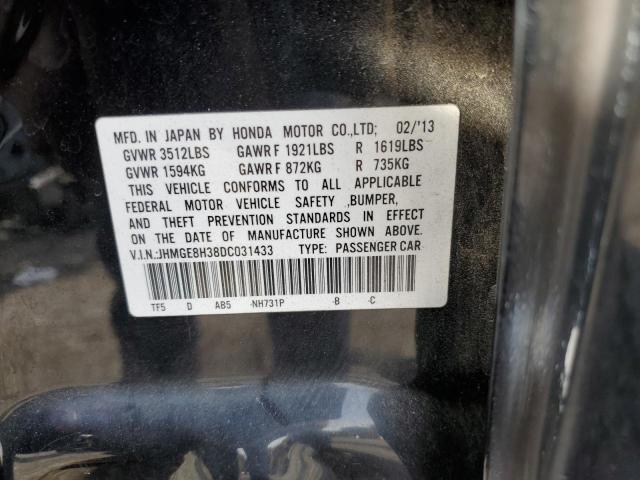 MFD. IN JAPAN BY HONDA MOTOR CO.,LTD; 02/'13
GVWR 3512LBS GAWR F 1921LBS R 1619LBS
GVWR 1594KG GAWR F 872KG R 735KG
THIS VEHICLE CONFORMS TO ALL APPLICABLE
FEDERAL MOTOR VEHICLE SAFETY ,BUMPER,
AND THEFT PREVENTION STANDARDS IN EFFECT
ON THE DATE OF MANUFACTURE SHOWN ABOVE.
V.I.N.:JHMGE8H38DC031433 TYPE: PASSENGER CAR
TF5 D AB5 -NH731P -B -C